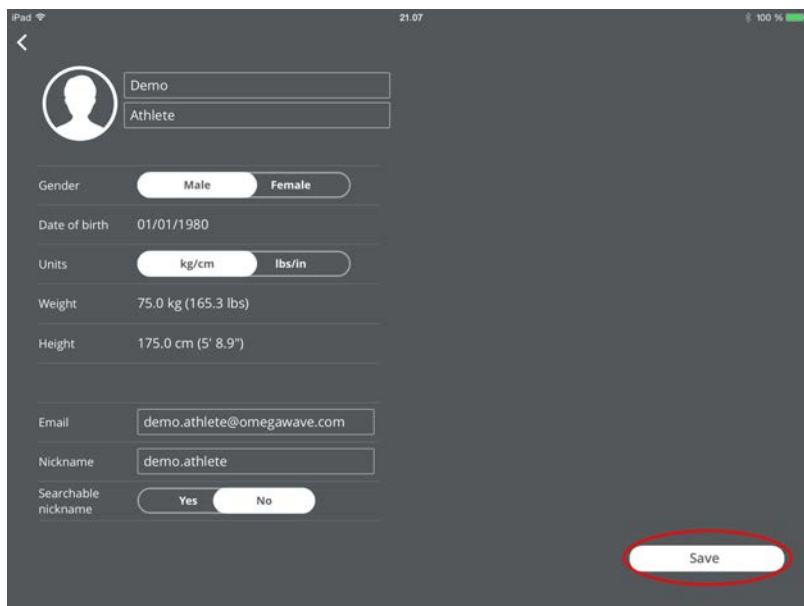 iPad 21.07 100 %
Demo
Athlete
Gender Male Female
Date of birth 01/01/1980
Units kg/cm lbs/in
Weight 75.0 kg (165.3 lbs)
Height 175.0 cm (5' 8.9")
Email demo.athlete@omegawave.com
Nickname demo.athlete
Searchable
nickname Yes No
Save